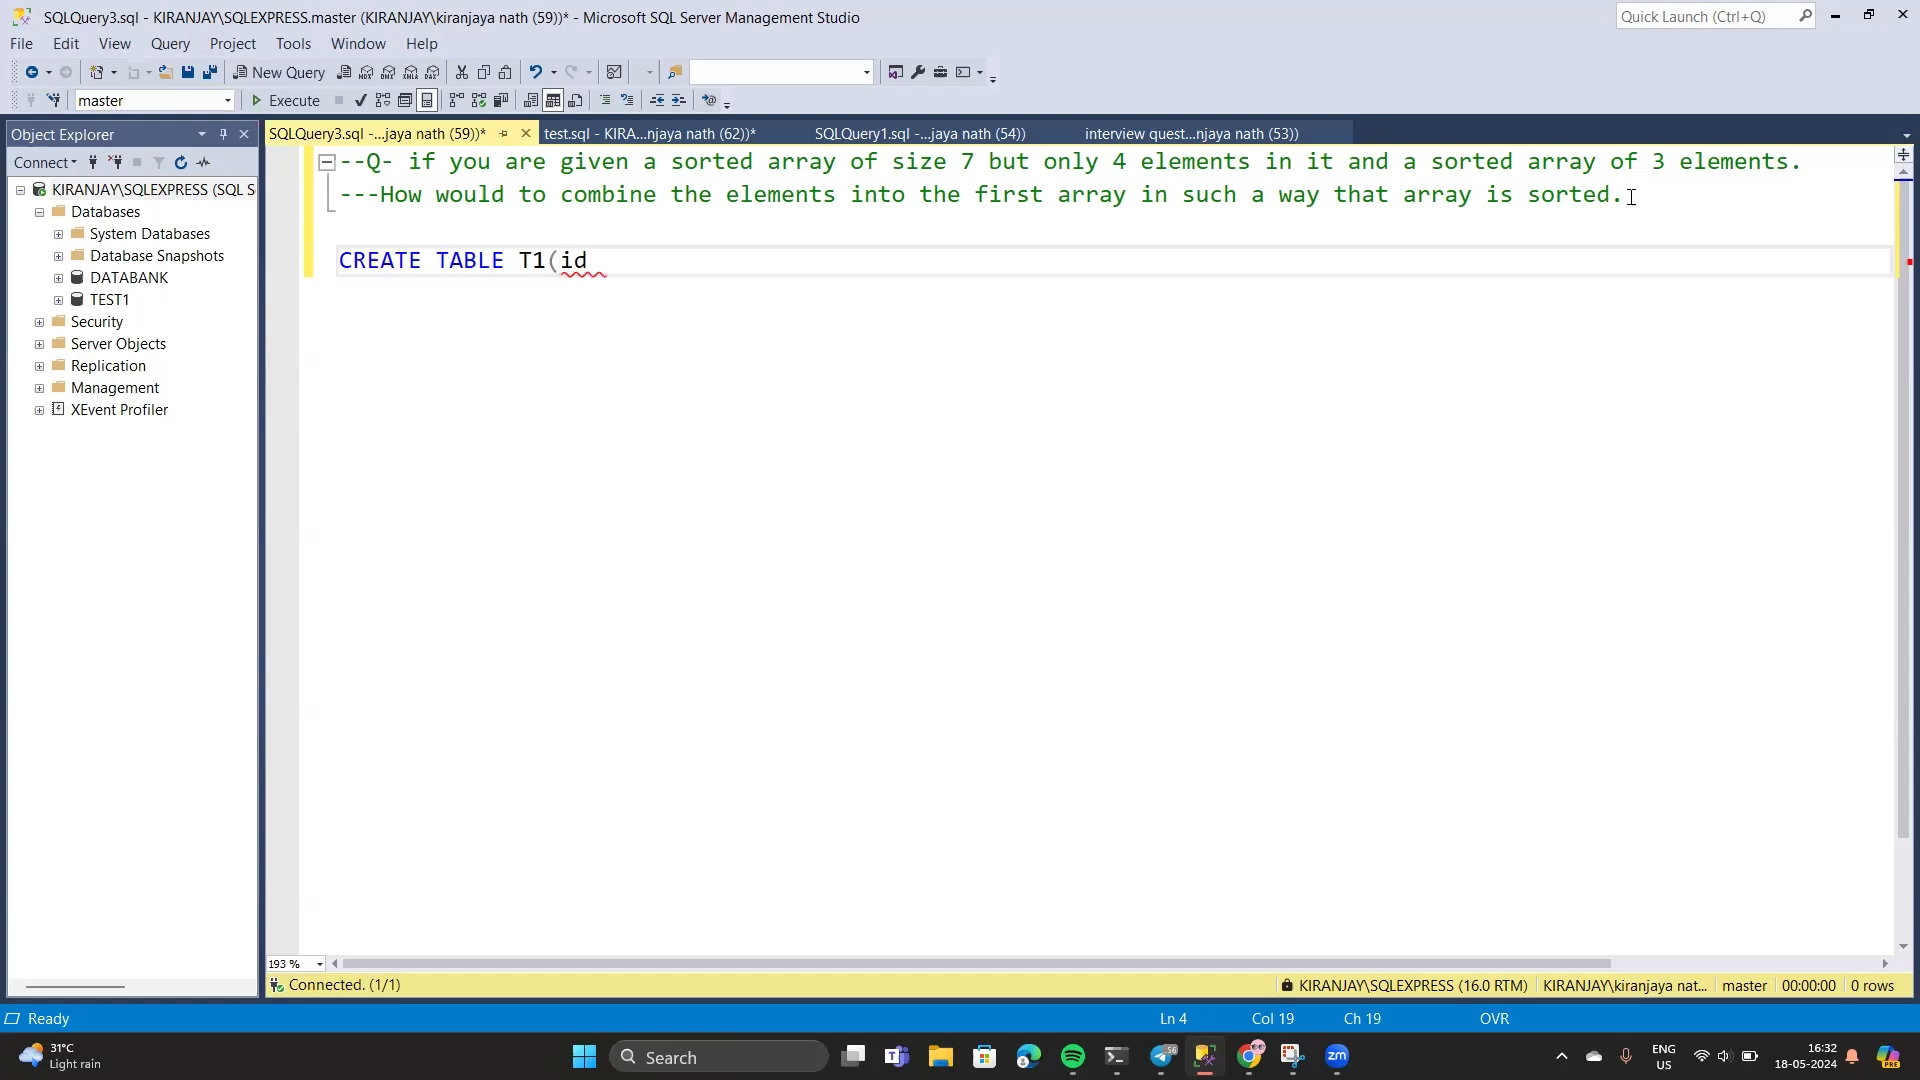 SQLQuery3.sql - KIRANJAY\SQLEXPRESS.master (KIRANJAY\kiranjaya nath (59))* - Microsoft SQL Server Management Studio
Quick Launch (Ctrl+Q)
File Edit View Query Project Tools Window Help
New Query
master Execute
Object Explorer
SQLQuery3.sql -...jaya nath (59))* test.sql - KIRA...njaya nath (62))* SQLQuery1.sql -...jaya nath (54)) interview quest...njaya nath (53))
Connect
KIRANJAY\SQLEXPRESS (SQL S
Databases
System Databases
Database Snapshots
DATABANK
TEST1
Security
Server Objects
Replication
Management
XEvent Profiler
--Q- if you are given a sorted array of size 7 but only 4 elements in it and a sorted array of 3 elements.
---How would to combine the elements into the first array in such a way that array is sorted.
CREATE TABLE T1(id
193 %
Connected. (1/1)
KIRANJAY\SQLEXPRESS (16.0 RTM) KIRANJAY\kiranjaya nat... master 00:00:00 0 rows
Ready Ln 4 Col 19 Ch 19 OVR
31°C
Light rain
Search
ENG
US
16:32
18-05-2024